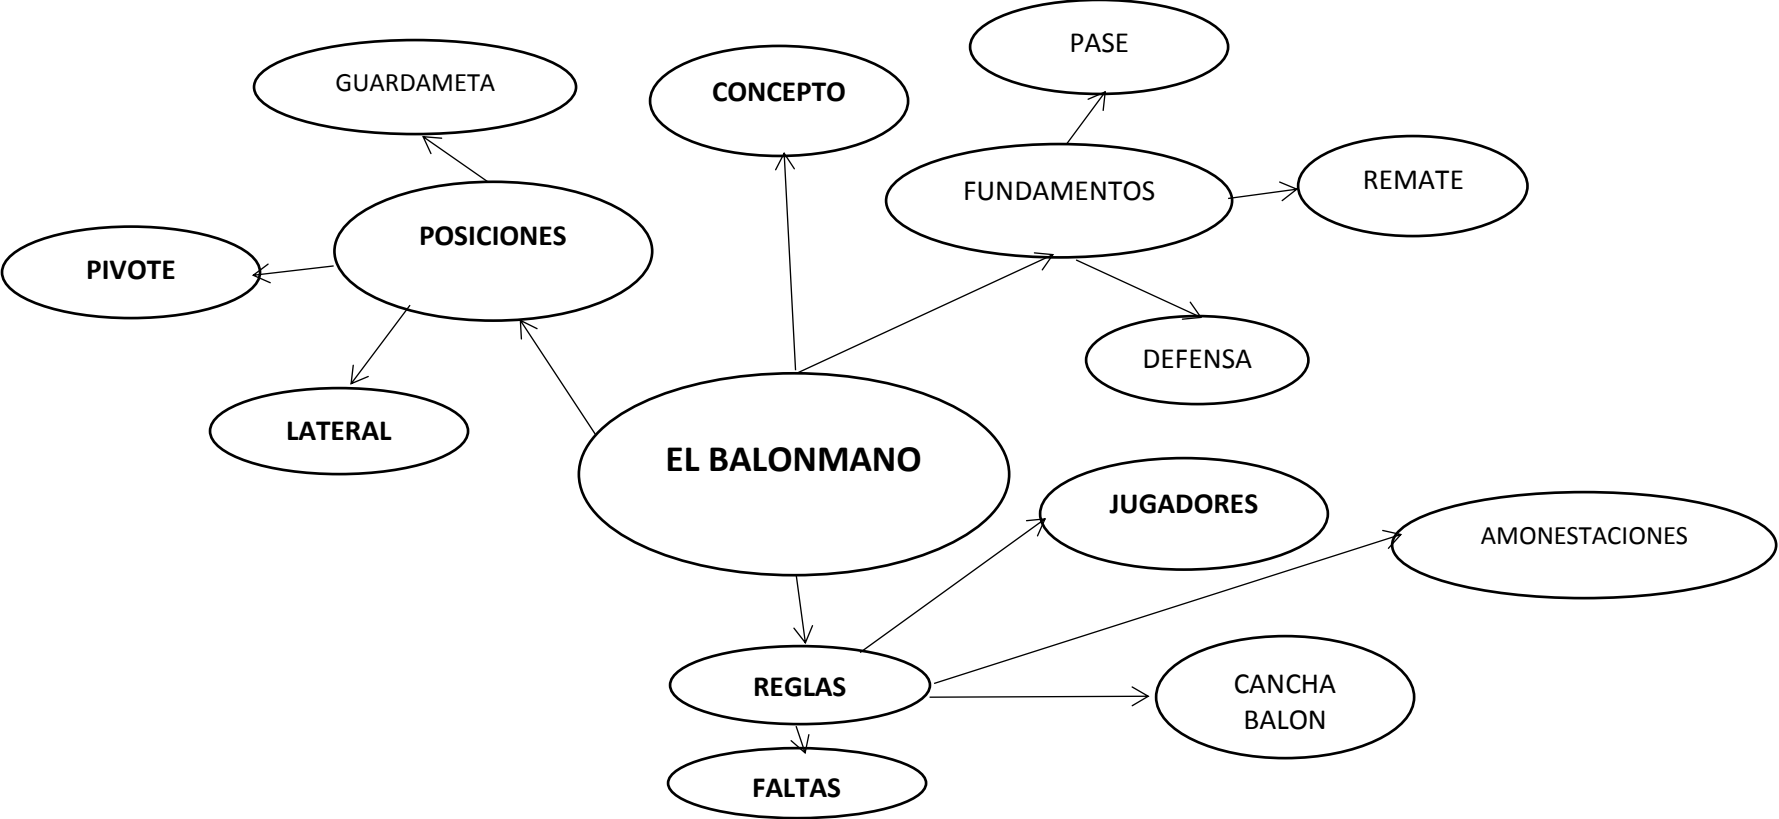 PASE
GUARDAMETA
CONCEPTO
REMATE
FUNDAMENTOS
POSICIONES
PIVOTE
DEFENSA
LATERAL
EL BALONMANO
JUGADORES
AMONESTACIONES
REGLAS
CANCHA
BALON
FALTAS